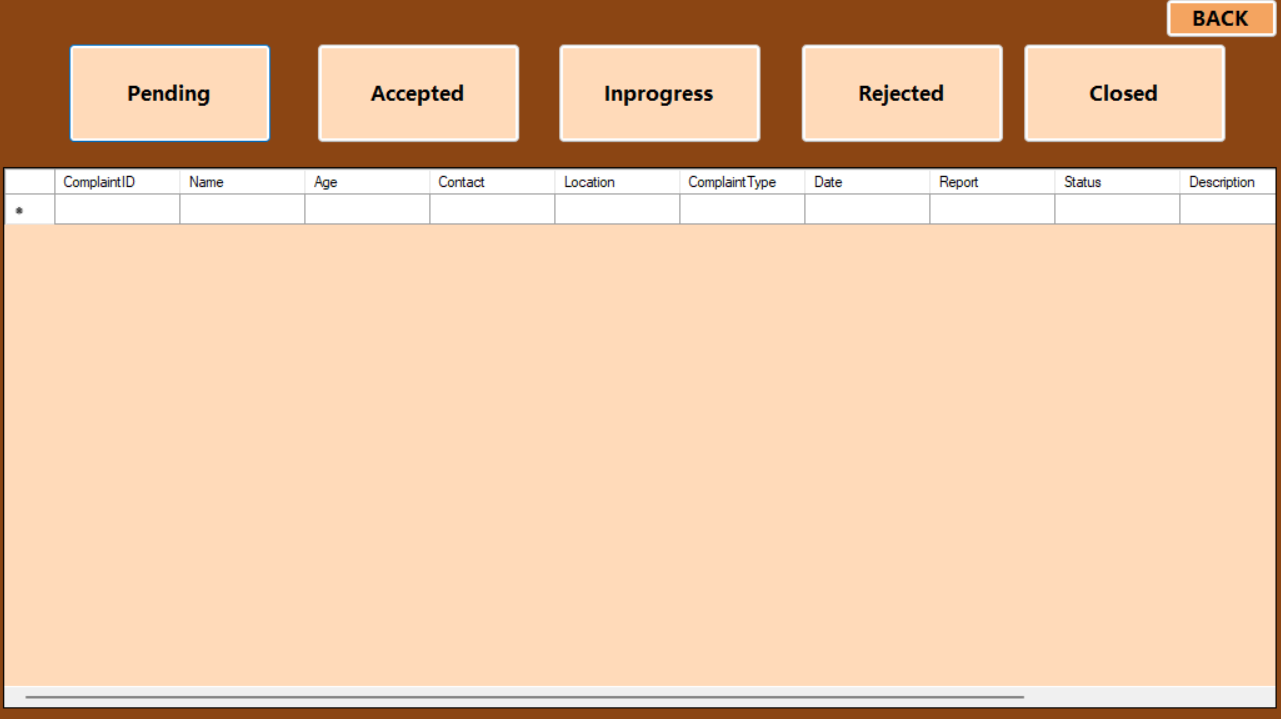 BACK
Pending Accepted Inprogress Rejected Closed
ComplaintID Name Age Contact Location ComplaintType Date Report Status Description
*